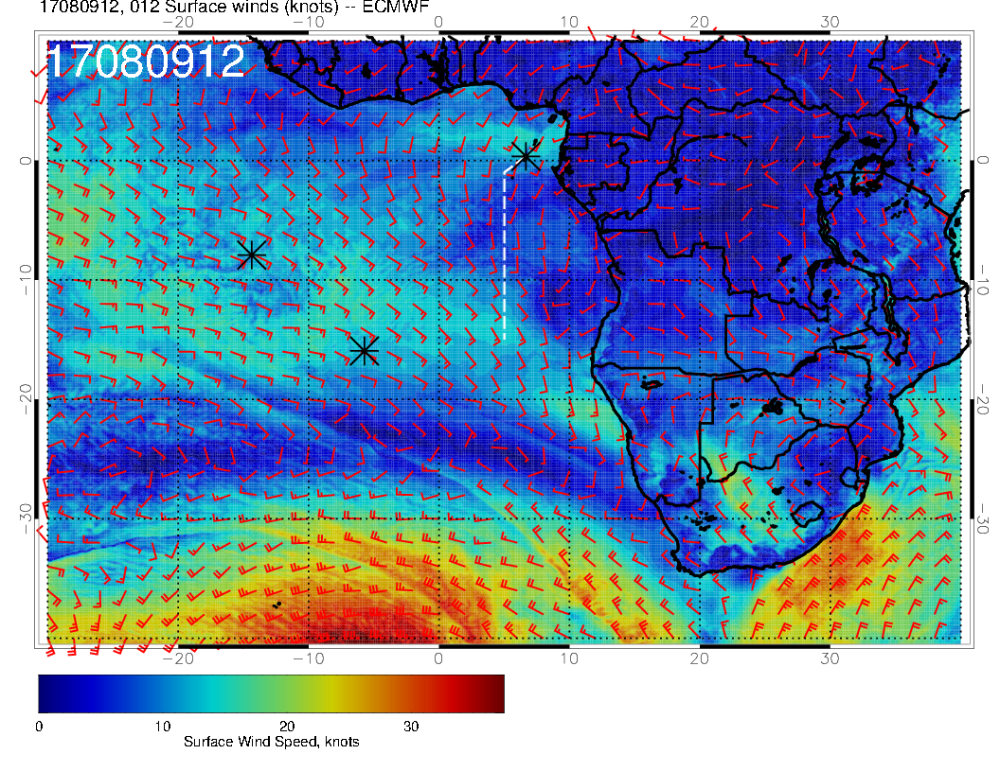 17080912, 012 Surface winds (knots) -- ECMWF
−20 −10 0 10 20 30
17080912
0 0
−10 −10
−20 −20
−30 −30
−20 −10 0 10 20 30
0 10 20 30
Surface Wind Speed, knots